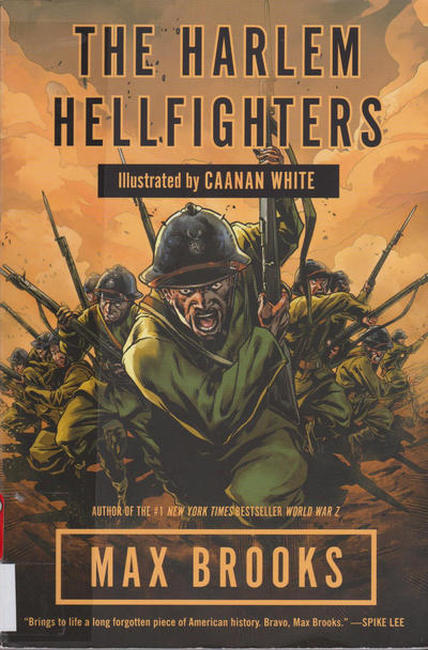 THE HARLEM
HELLFIGHTERS
Illustrated by CAANAN WHITE
AUTHOR OF THE #1 NEW YORK TIMES BESTSELLER WORLD WAR Z
MAX BROOKS
"Brings to life a long forgotten piece of American history. Bravo, Max Brooks." —SPIKE LEE